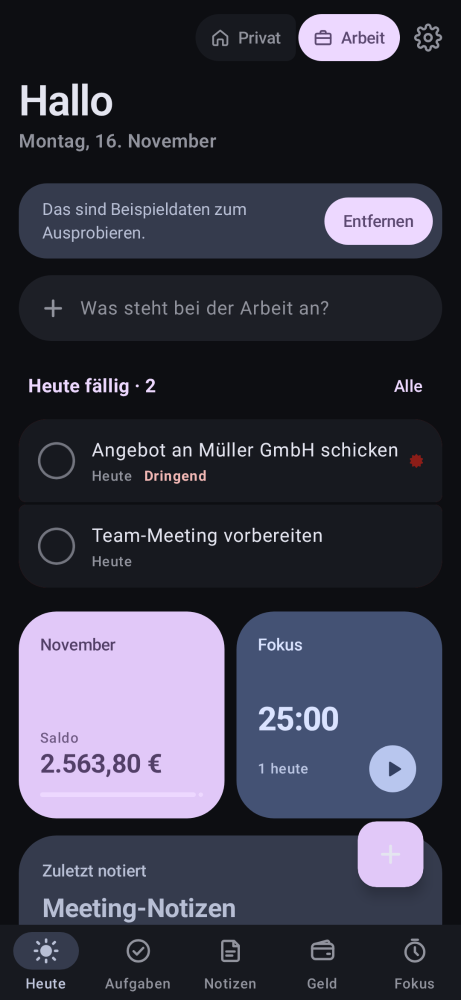 Privat
Arbeit
Hallo
Montag, 16. November
Das sind Beispieldaten zum
Ausprobieren.
Entfernen
Was steht bei der Arbeit an?
Heute fällig · 2
Alle
Angebot an Müller GmbH schicken
Heute Dringend
Team-Meeting vorbereiten
Heute
November
Saldo
2.563,80 €
Fokus
25:00
1 heute
Zuletzt notiert
Meeting-Notizen
Heute
Aufgaben
Notizen
Geld
Fokus